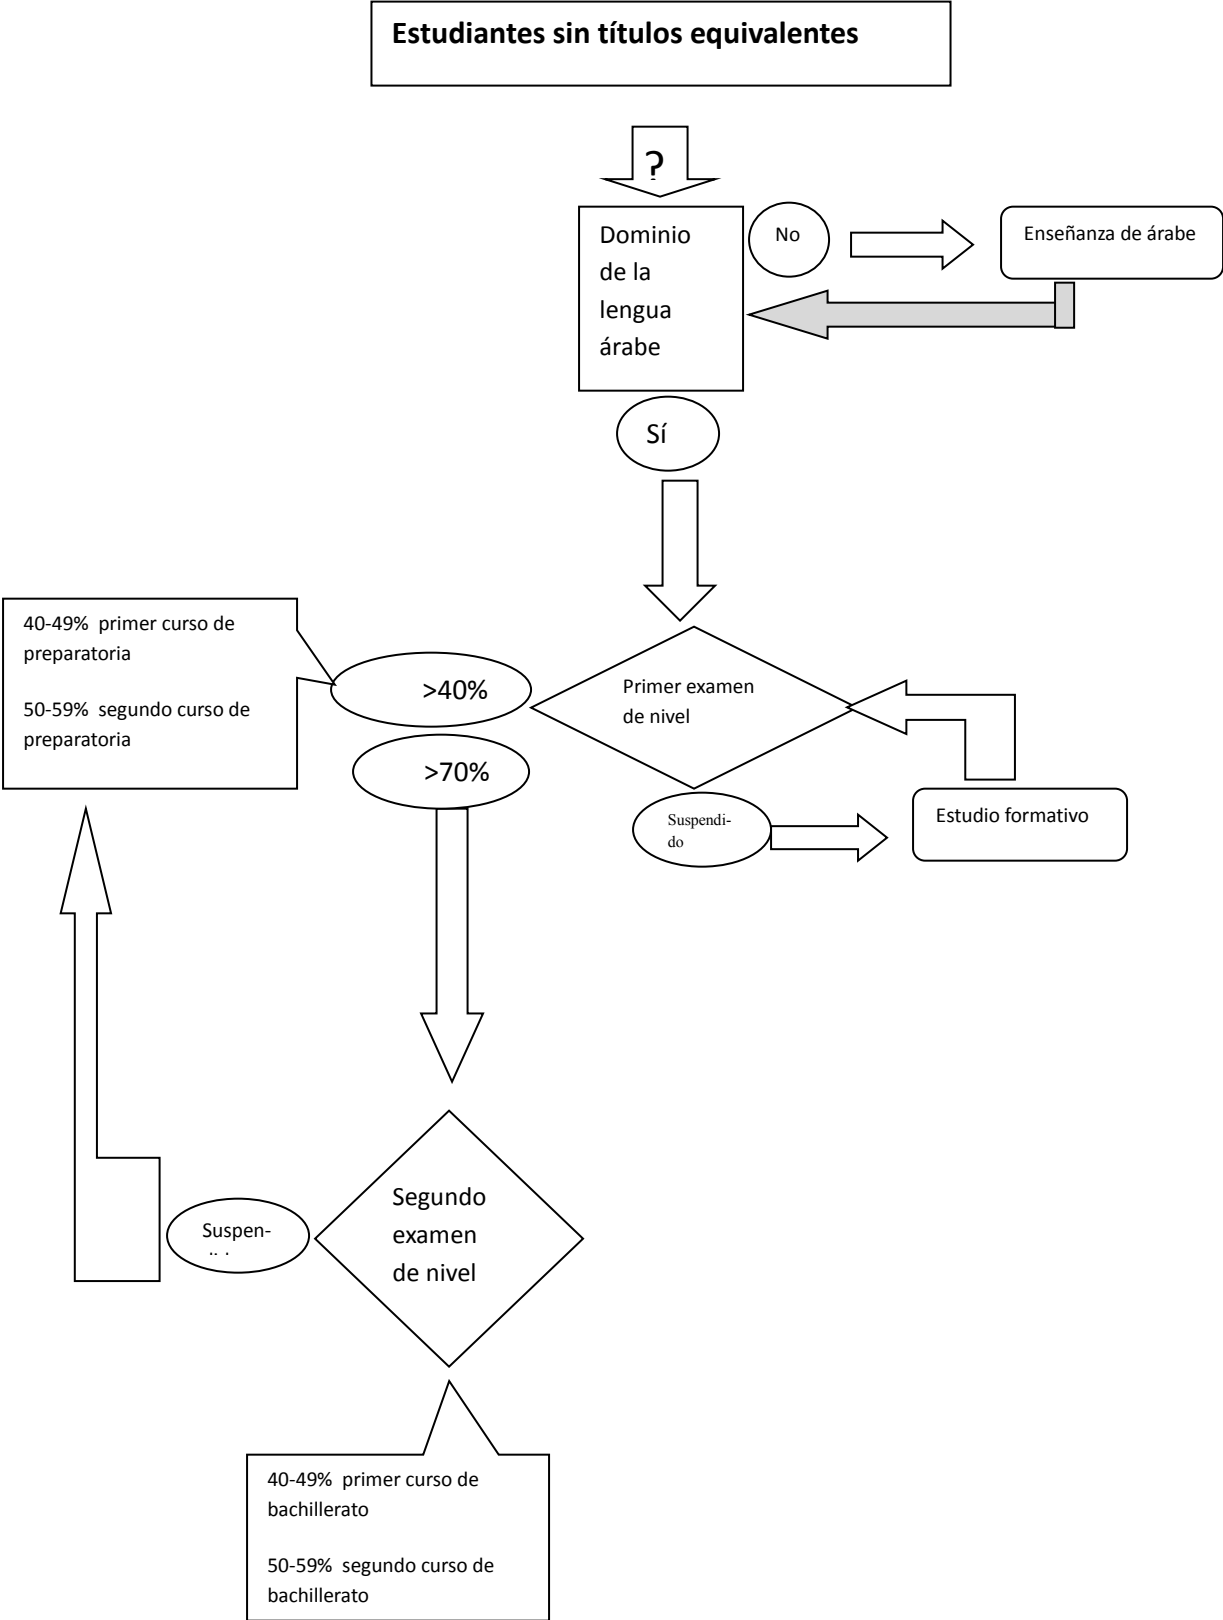 Estudiantes sin títulos equivalentes
?
Dominio
de la
lengua
árabe
No
Enseñanza de árabe
Sí
40-49% primer curso de
preparatoria
50-59% segundo curso de
preparatoria
>40%
>70%
Primer examen
de nivel
Suspendi-
do
Estudio formativo
Segundo
examen
de nivel
Suspen-
40-49% primer curso de
bachillerato
50-59% segundo curso de
bachillerato